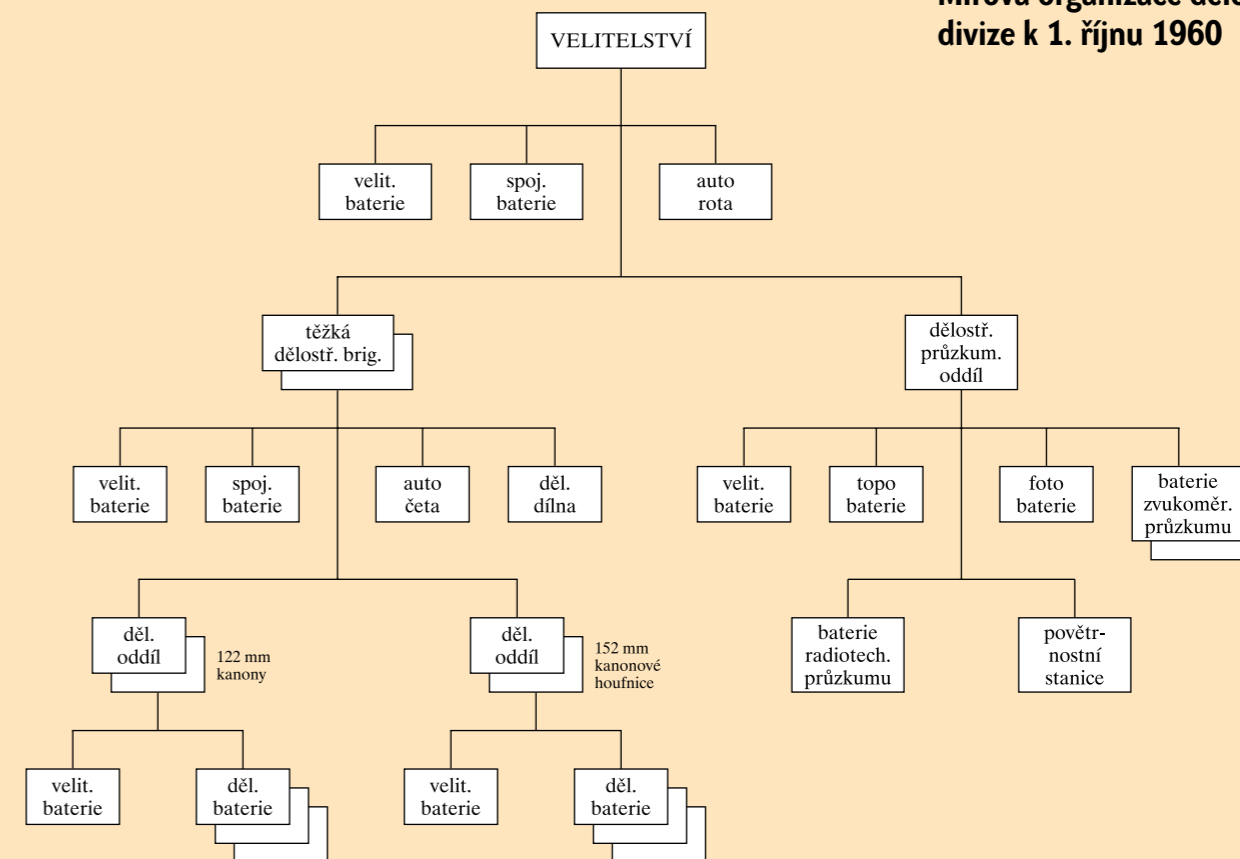 divize k 1. říjnu 1960
VELITELSTVÍ
velit.
baterie
spoj.
baterie
auto
rota
těžká
dělostř. brig.
dělostř.
průzkum.
oddíl
velit.
baterie
spoj.
baterie
auto
četa
děl.
dílna
velit.
baterie
topo
baterie
foto
baterie
baterie
zvukoměr.
průzkumu
děl.
oddíl
122 mm
kanony
děl.
oddíl
152 mm
kanonové
houfnice
baterie
radiotech.
průzkumu
povětr-
nostní
stanice
velit.
baterie
děl.
baterie
velit.
baterie
děl.
baterie